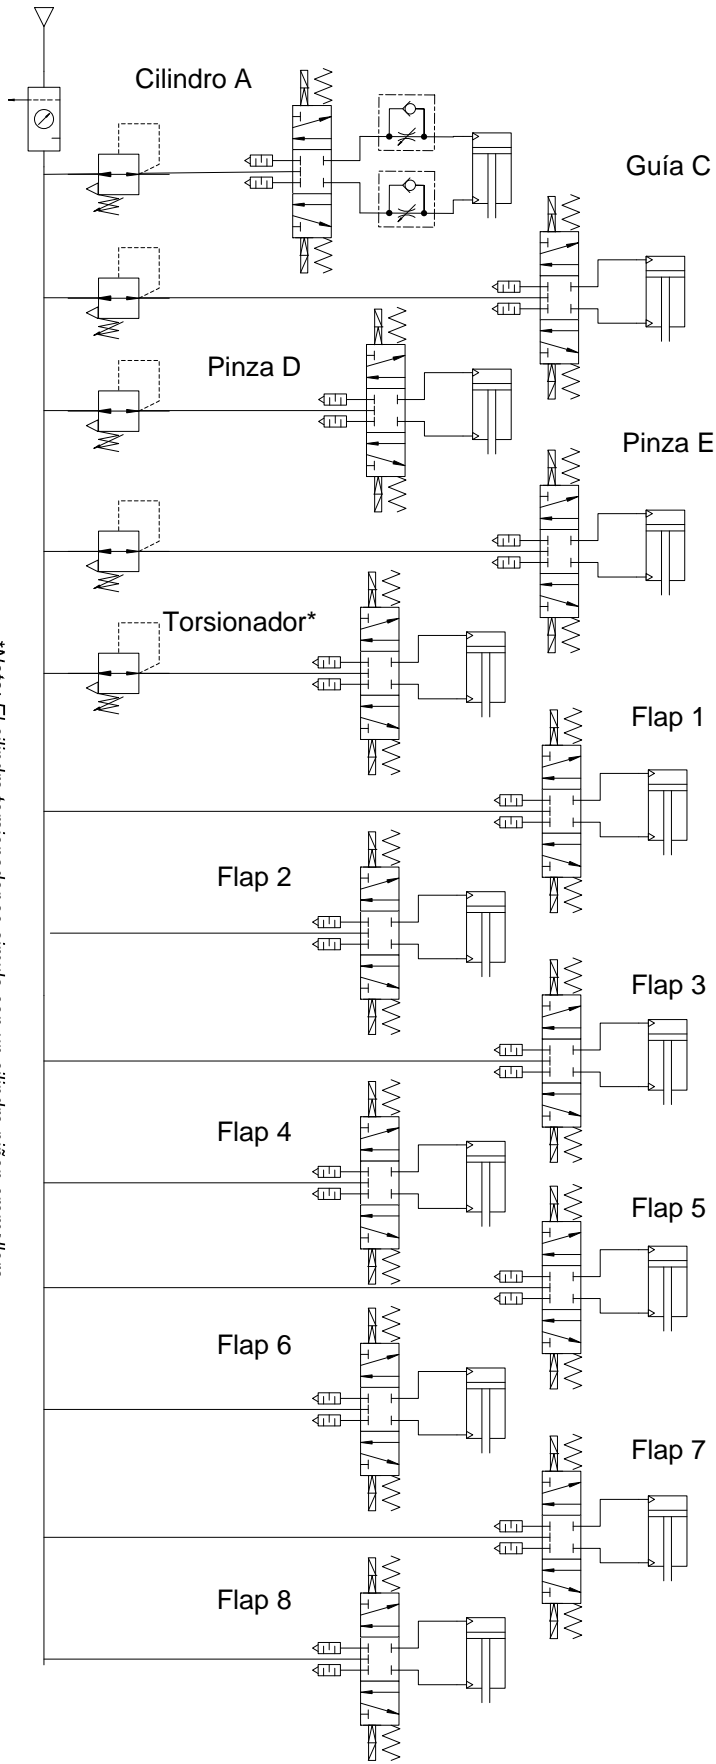 Cilindro A
Guía C
Pinza D
Pinza E
Torsionador*
Flap 1
Flap 2
Flap 3
Flap 4
Flap 5
Flap 6
Flap 7
Flap 8